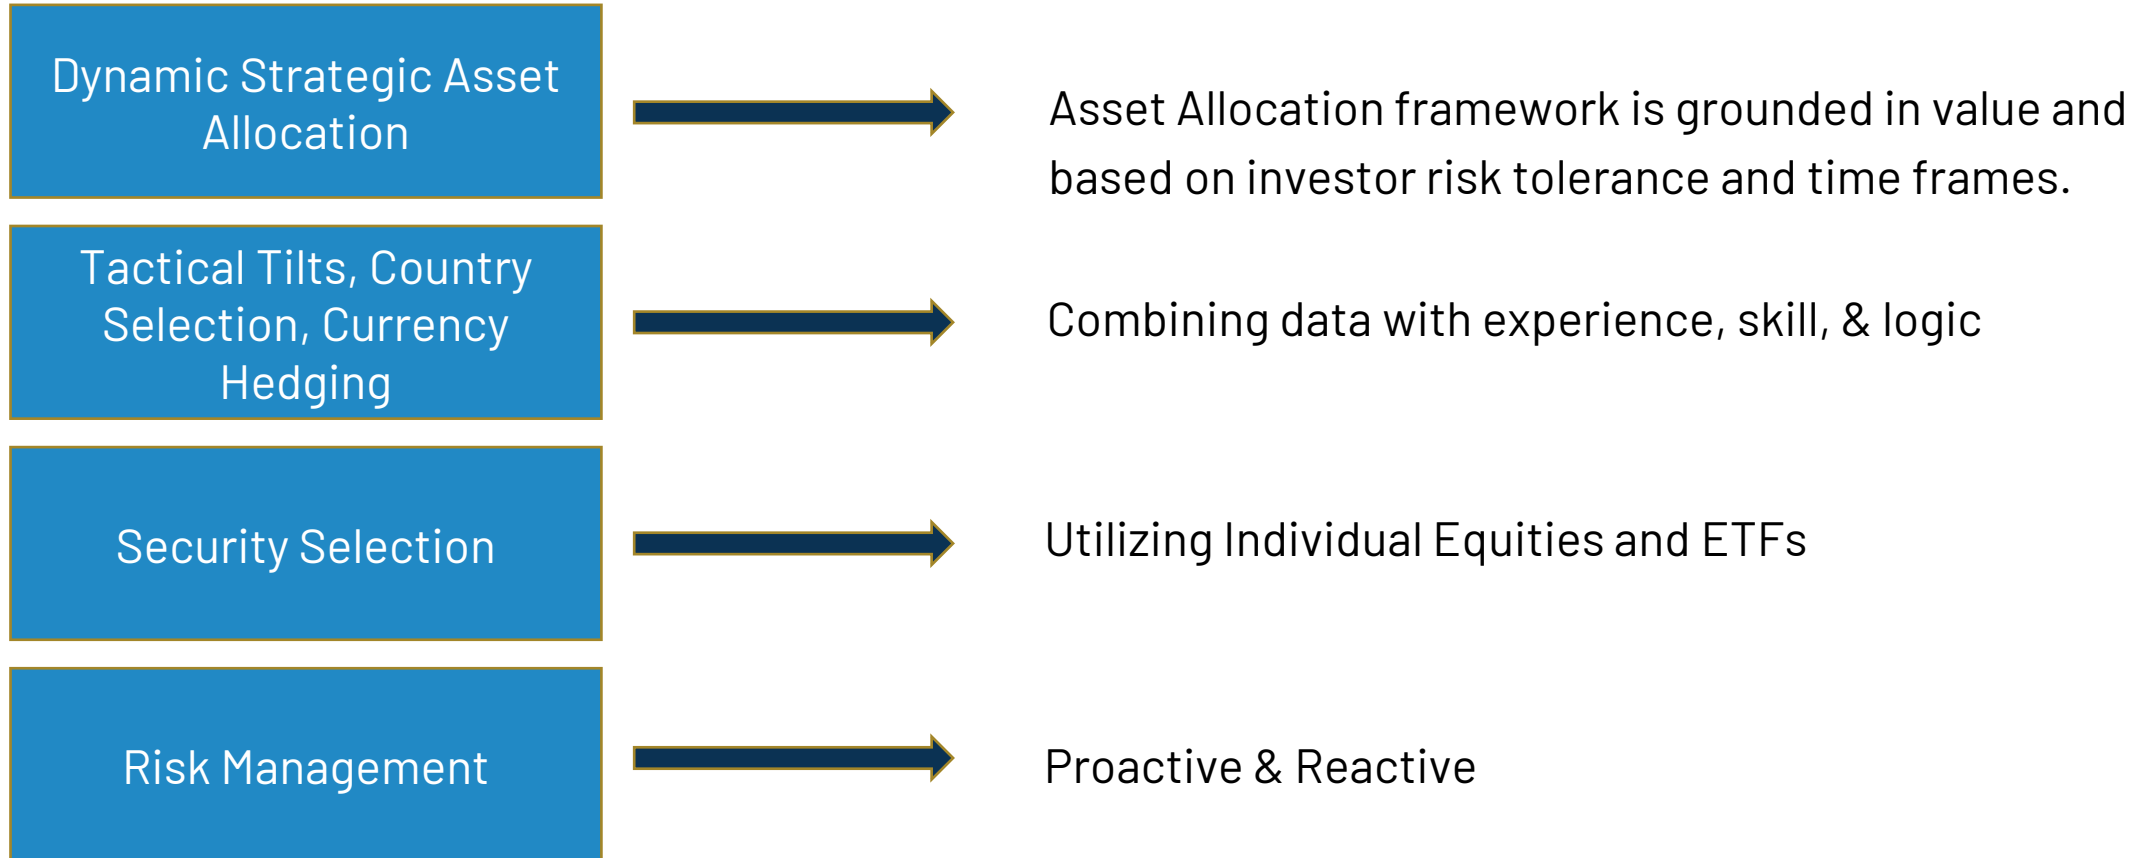 Dynamic Strategic Asset
Allocation
Asset Allocation framework is grounded in value and
based on investor risk tolerance and time frames.
Tactical Tilts, Country
Selection, Currency
Hedging
Combining data with experience, skill, & logic
Security Selection
Utilizing Individual Equities and ETFs
Risk Management
Proactive & Reactive